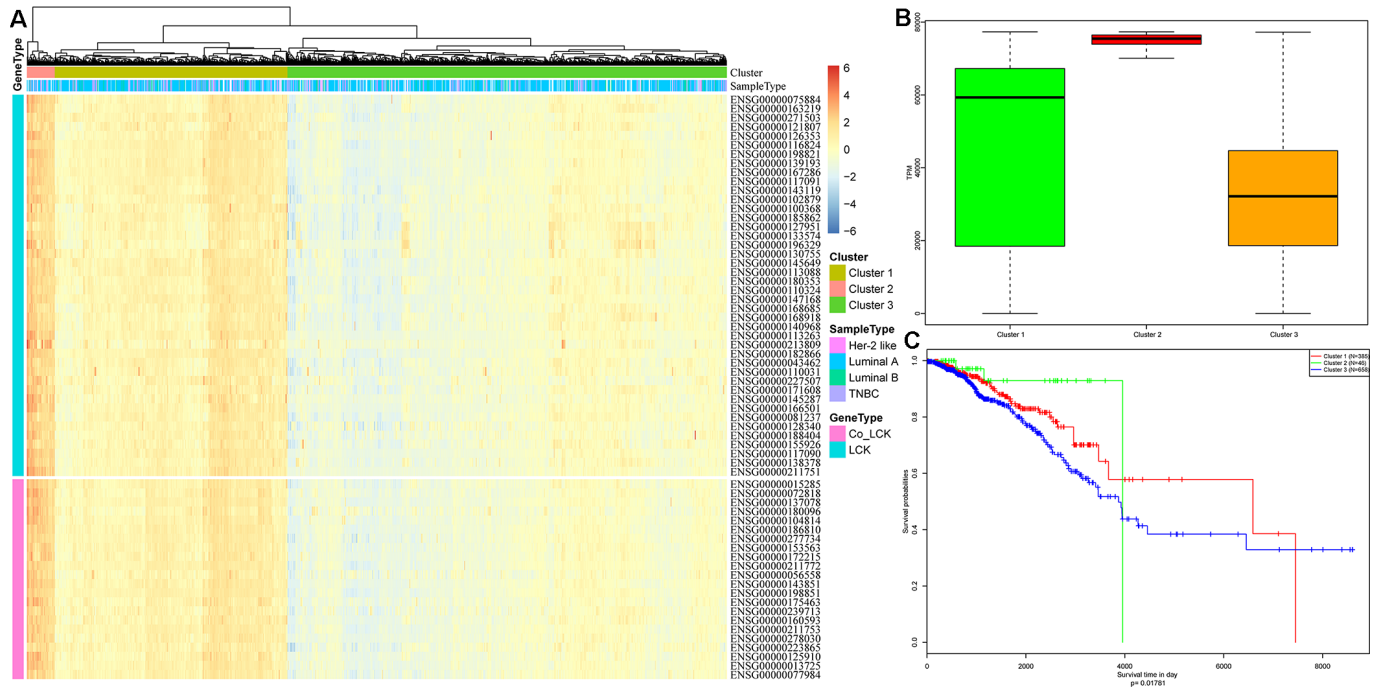 A
GeneType
Cluster
SampleType
ENSG00000075884
ENSG00000163219
ENSG00000271503
ENSG00000121807
ENSG00000126353
ENSG00000116824
ENSG00000198821
ENSG00000139193
ENSG00000167286
ENSG00000117091
ENSG00000143119
ENSG00000102879
ENSG00000100368
ENSG00000185862
ENSG00000127951
ENSG00000133574
ENSG00000196329
ENSG00000130755
ENSG00000145649
ENSG00000113088
ENSG00000180353
ENSG00000110324
ENSG00000147168
ENSG00000168685
ENSG00000168918
ENSG00000140968
ENSG00000113263
ENSG00000213809
ENSG00000182866
ENSG00000043462
ENSG00000110031
ENSG00000227507
ENSG00000171608
ENSG00000145287
ENSG00000166501
ENSG00000081237
ENSG00000128340
ENSG00000188404
ENSG00000155926
ENSG00000117090
ENSG00000138378
ENSG00000211751
ENSG00000015285
ENSG00000072818
ENSG00000137078
ENSG00000180096
ENSG00000104814
ENSG00000186810
ENSG00000277734
ENSG00000153563
ENSG00000172215
ENSG00000211772
ENSG00000056558
ENSG00000143851
ENSG00000198851
ENSG00000175463
ENSG00000239713
ENSG00000160593
ENSG00000211753
ENSG00000278030
ENSG00000223865
ENSG00000125910
ENSG00000013725
ENSG00000077984
6
4
2
0
−2
−4
−6
Cluster
Cluster 1
Cluster 2
Cluster 3
SampleType
Her-2 like
Luminal A
Luminal B
TNBC
GeneType
Co_LCK
LCK
B
TPM
80000
60000
40000
20000
0
Cluster 1
Cluster 2
Cluster 3
C
Cluster 1 (N=385)
Cluster 2 (N=46)
Cluster 3 (N=658)
Survival probabilities
1.0
0.8
0.6
0.4
0.2
0.0
0
2000
4000
6000
8000
Survival time in day
p= 0.01781